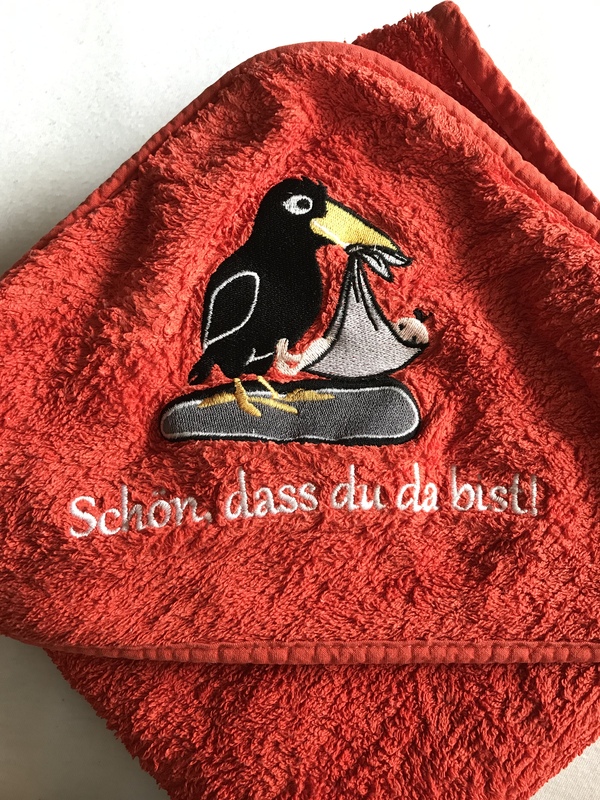 Schön, dass du da bist!